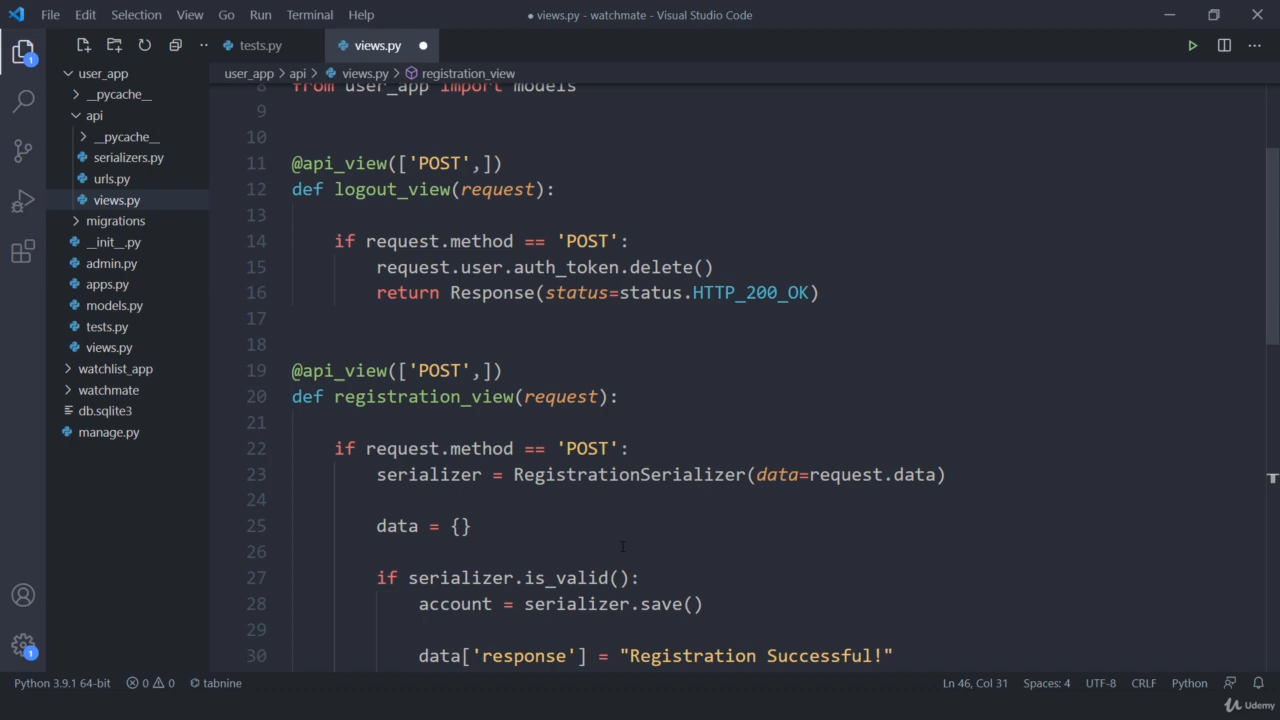 File Edit Selection View Go Run Terminal Help
● views.py - watchmate - Visual Studio Code
tests.py
views.py
user_app > api > views.py > registration_view
1
user_app
__pycache__
api
__pycache__
serializers.py
urls.py
views.py
migrations
__init__.py
admin.py
apps.py
models.py
tests.py
views.py
watchlist_app
watchmate
db.sqlite3
manage.py
8 from user_app import models
9
10
11 @api_view(['POST',])
12 def logout_view(request):
13
14 if request.method == 'POST':
15 request.user.auth_token.delete()
16 return Response(status=status.HTTP_200_OK)
17
18
19 @api_view(['POST',])
20 def registration_view(request):
21
22 if request.method == 'POST':
23 serializer = RegistrationSerializer(data=request.data)
24
25 data = {}
26
27 if serializer.is_valid():
28 account = serializer.save()
29
30 data['response'] = "Registration Successful!"
1
Python 3.9.1 64-bit 0 0 tabnine Ln 46, Col 31 Spaces: 4 UTF-8 CRLF Python
Udemy